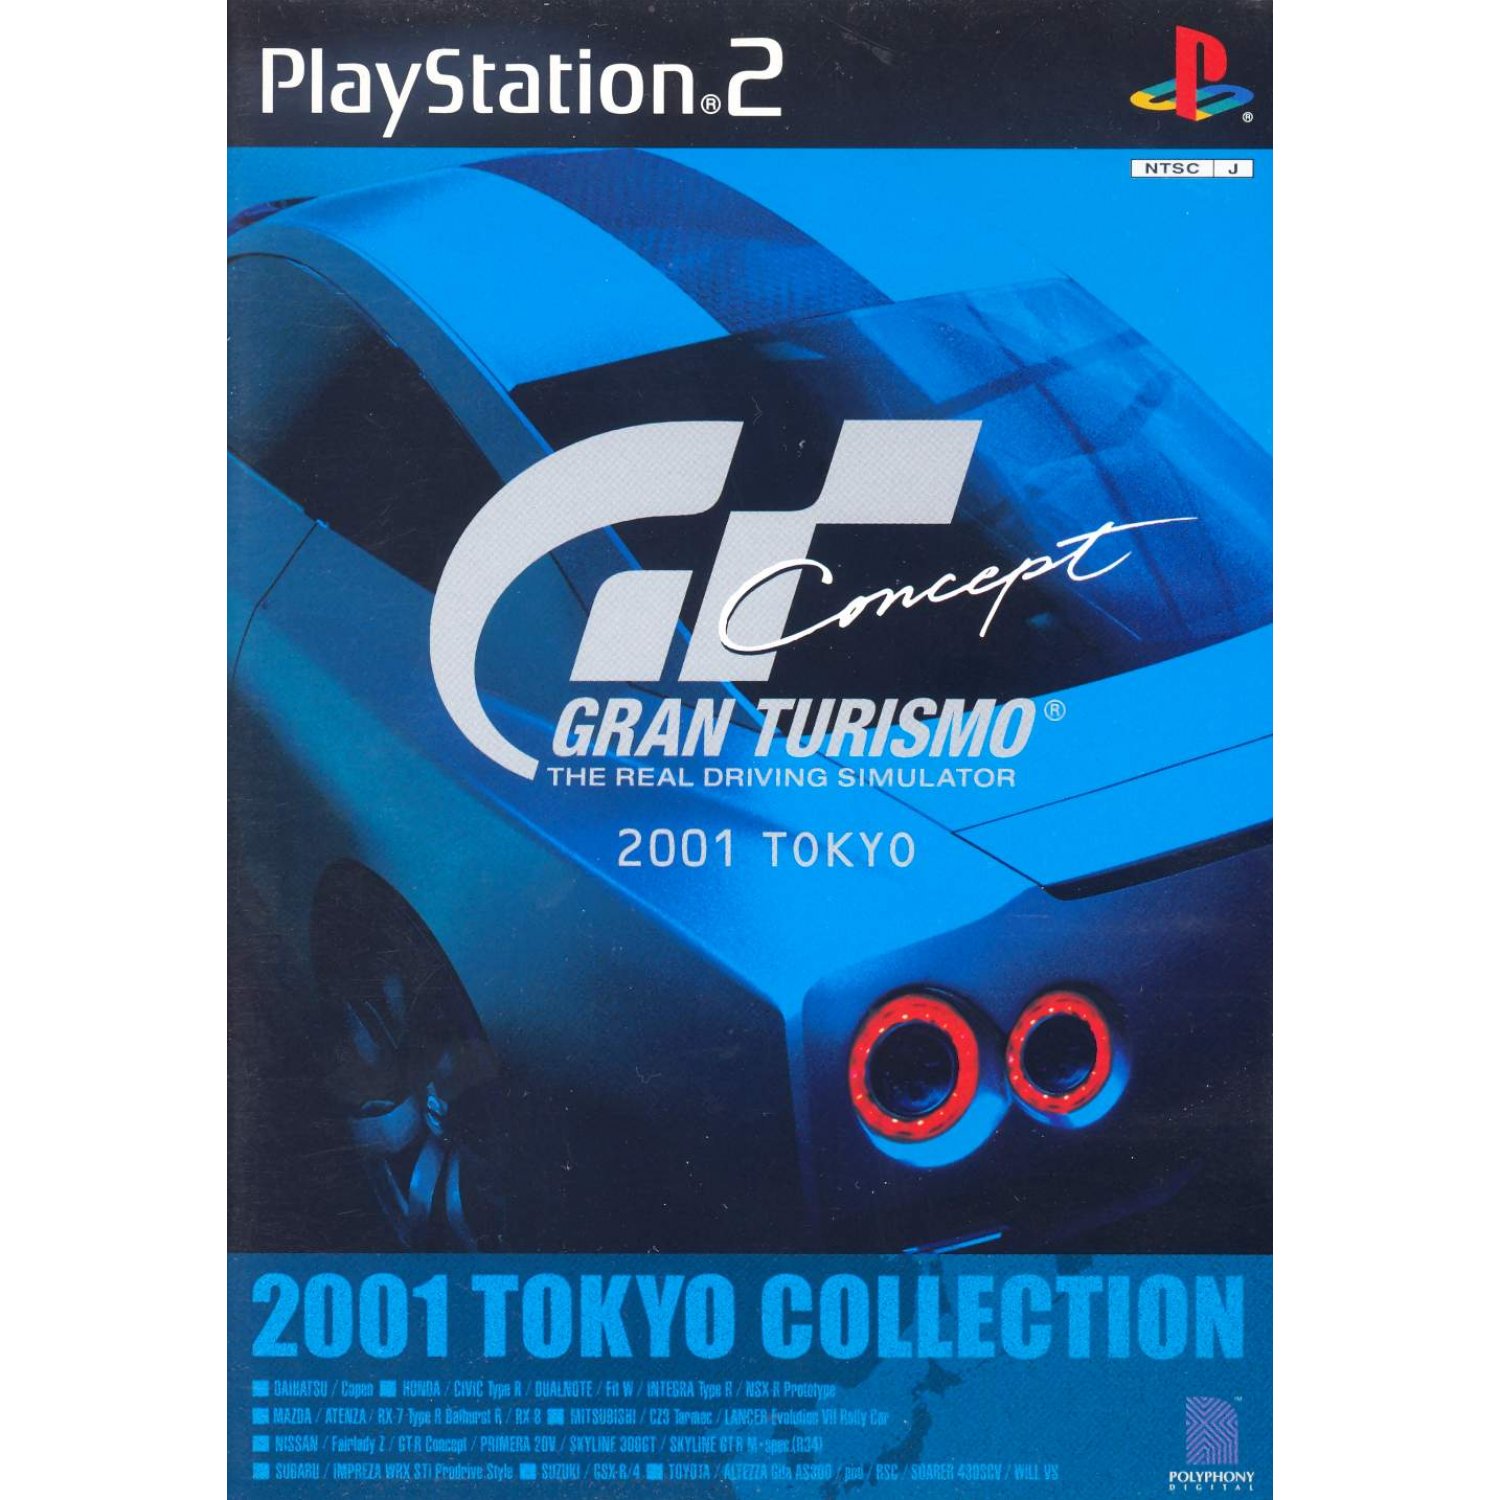 PlayStation®2
®
NTSC J
GT Concept
GRAN TURISMO®
THE REAL DRIVING SIMULATOR
2001 TOKYO
2001 TOKYO COLLECTION
DAIHATSU / Copen HONDA / CIVIC Type R / DUALNOTE / Fit W / INTEGRA Type R / NSX-R Prototype
MAZDA / ATENZA / RX-7 Type R Bathurst R / RX-8 MITSUBISHI / CZ3 Tarmac / LANCER Evolution VII Rally Car
NISSAN / Fairlady Z / GT-R Concept / PRIMERA 20V / SKYLINE 300GT / SKYLINE GT-R M・spec (R34)
SUBARU / IMPREZA WRX STi Prodrive Style SUZUKI / GSX-R/4 TOYOTA / ALTEZZA Gita AS300 / pod / RSC / SOARER 430SCV / WiLL VS
TM
POLYPHONY
DIGITAL